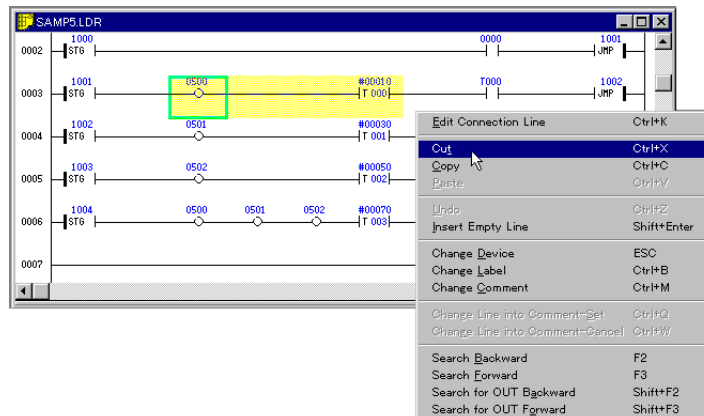 SAMP5.LDR
1000 0000 1001
0002 STG JMP
1001 0500 #00010 T000 1002
0003 STG T 000 JMP
1002 0501 #00030
0004 STG T 001
1003 0502 #00050
0005 STG T 002
1004 0500 0501 0502 #00070
0006 STG T 003
0007
Edit Connection Line Ctrl+K
Cut Ctrl+X
Copy Ctrl+C
Paste Ctrl+V
Undo Ctrl+Z
Insert Empty Line Shift+Enter
Change Device ESC
Change Label Ctrl+B
Change Comment Ctrl+M
Change Line into Comment-Set Ctrl+Q
Change Line into Comment-Cancel Ctrl+W
Search Backward F2
Search Forward F3
Search for OUT Backward Shift+F2
Search for OUT Forward Shift+F3